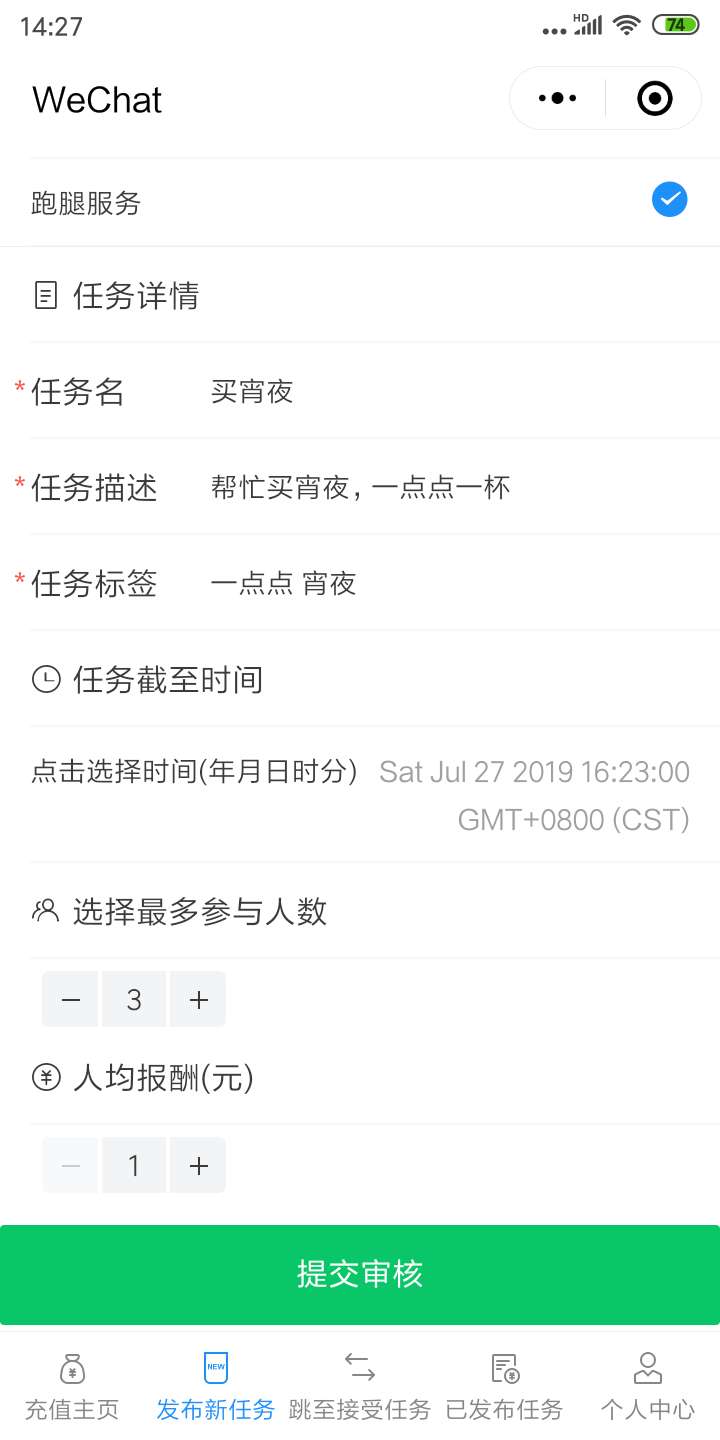 14:27
HD
74
WeChat
跑腿服务
任务详情
*任务名 买宵夜
*任务描述 帮忙买宵夜，一点点一杯
*任务标签 一点点 宵夜
任务截至时间
点击选择时间(年月日时分) Sat Jul 27 2019 16:23:00
GMT+0800 (CST)
选择最多参与人数
− 3 +
¥ 人均报酬(元)
− 1 +
提交审核
¥ NEW ¥
充值主页 发布新任务 跳至接受任务 已发布任务 个人中心